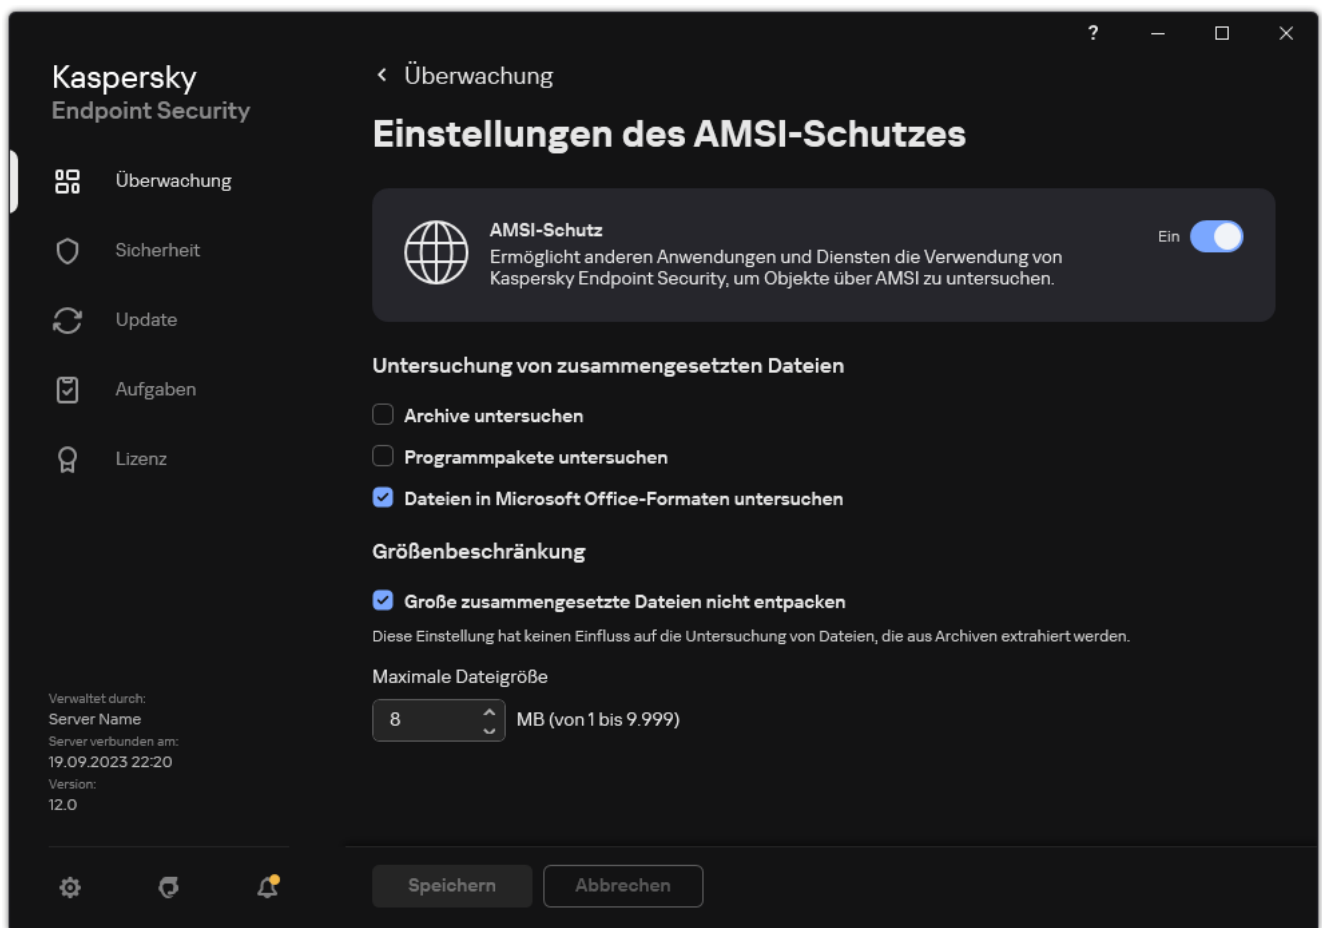 ?
Kaspersky
Endpoint Security
Überwachung
Sicherheit
Update
Aufgaben
Lizenz
Verwaltet durch:
Server Name
Server verbunden am:
19.09.2023 22:20
Version:
12.0
Überwachung
Einstellungen des AMSI-Schutzes
AMSI-Schutz
Ermöglicht anderen Anwendungen und Diensten die Verwendung von
Kaspersky Endpoint Security, um Objekte über AMSI zu untersuchen.
Ein
Untersuchung von zusammengesetzten Dateien
Archive untersuchen
Programmpakete untersuchen
Dateien in Microsoft Office-Formaten untersuchen
Größenbeschränkung
Große zusammengesetzte Dateien nicht entpacken
Diese Einstellung hat keinen Einfluss auf die Untersuchung von Dateien, die aus Archiven extrahiert werden.
Maximale Dateigröße
8 MB (von 1 bis 9.999)
Speichern Abbrechen